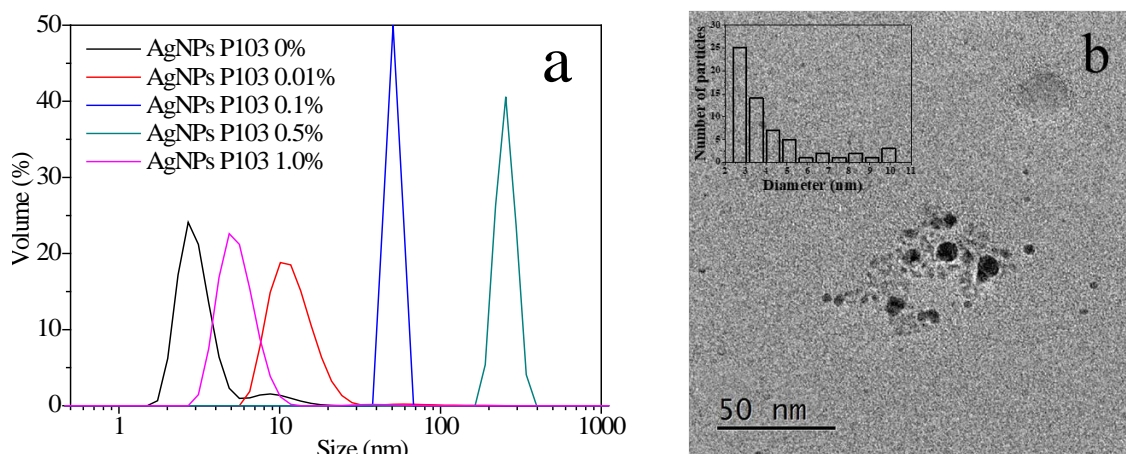 50
40
30
20
10
0
Volume (%)
AgNPs P103 0%
AgNPs P103 0.01%
AgNPs P103 0.1%
AgNPs P103 0.5%
AgNPs P103 1.0%
a
1 10 100 1000
Size (nm)
b
30
25
20
15
10
5
0
Number of particles
2 3 4 5 6 7 8 9 10 11
Diameter (nm)
50 nm